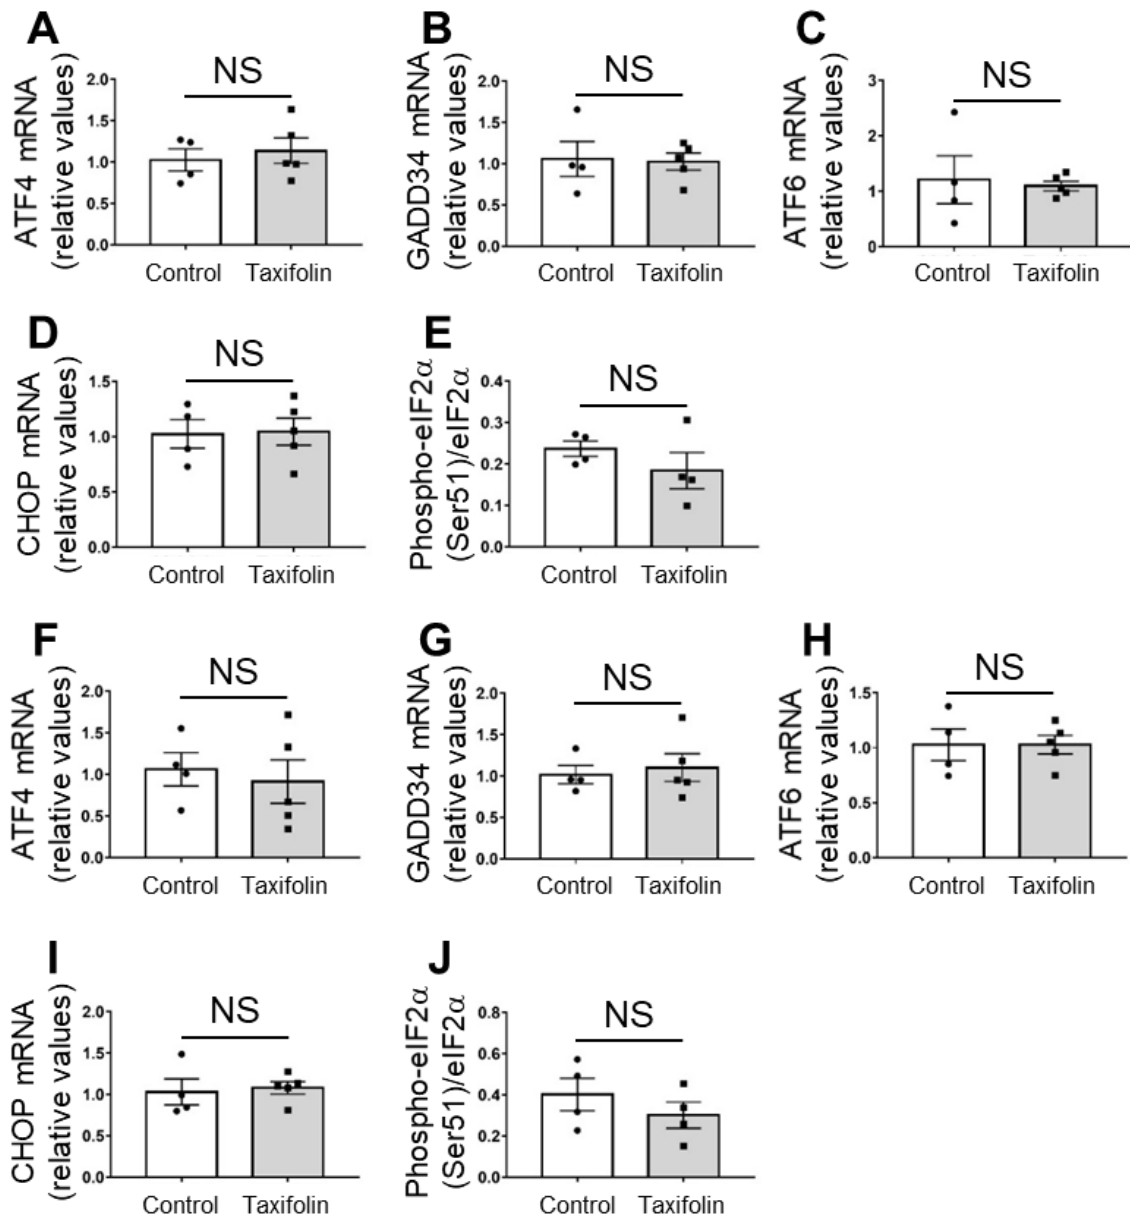 A
ATF4 mRNA
(relative values)
2.0
1.5
1.0
0.5
0.0
NS
Control Taxifolin
B
GADD34 mRNA
(relative values)
2.0
1.5
1.0
0.5
0.0
NS
Control Taxifolin
C
ATF6 mRNA
(relative values)
3
2
1
0
NS
Control Taxifolin
D
CHOP mRNA
(relative values)
1.5
1.0
0.5
0.0
NS
Control Taxifolin
E
Phospho-eIF2α
(Ser51)/eIF2α
0.4
0.3
0.2
0.1
0.0
NS
Control Taxifolin
F
ATF4 mRNA
(relative values)
2.0
1.5
1.0
0.5
0.0
NS
Control Taxifolin
G
GADD34 mRNA
(relative values)
2.0
1.5
1.0
0.5
0.0
NS
Control Taxifolin
H
ATF6 mRNA
(relative values)
1.5
1.0
0.5
0.0
NS
Control Taxifolin
I
CHOP mRNA
(relative values)
2.0
1.5
1.0
0.5
0.0
NS
Control Taxifolin
J
Phospho-eIF2α
(Ser51)/eIF2α
0.8
0.6
0.4
0.2
0.0
NS
Control Taxifolin